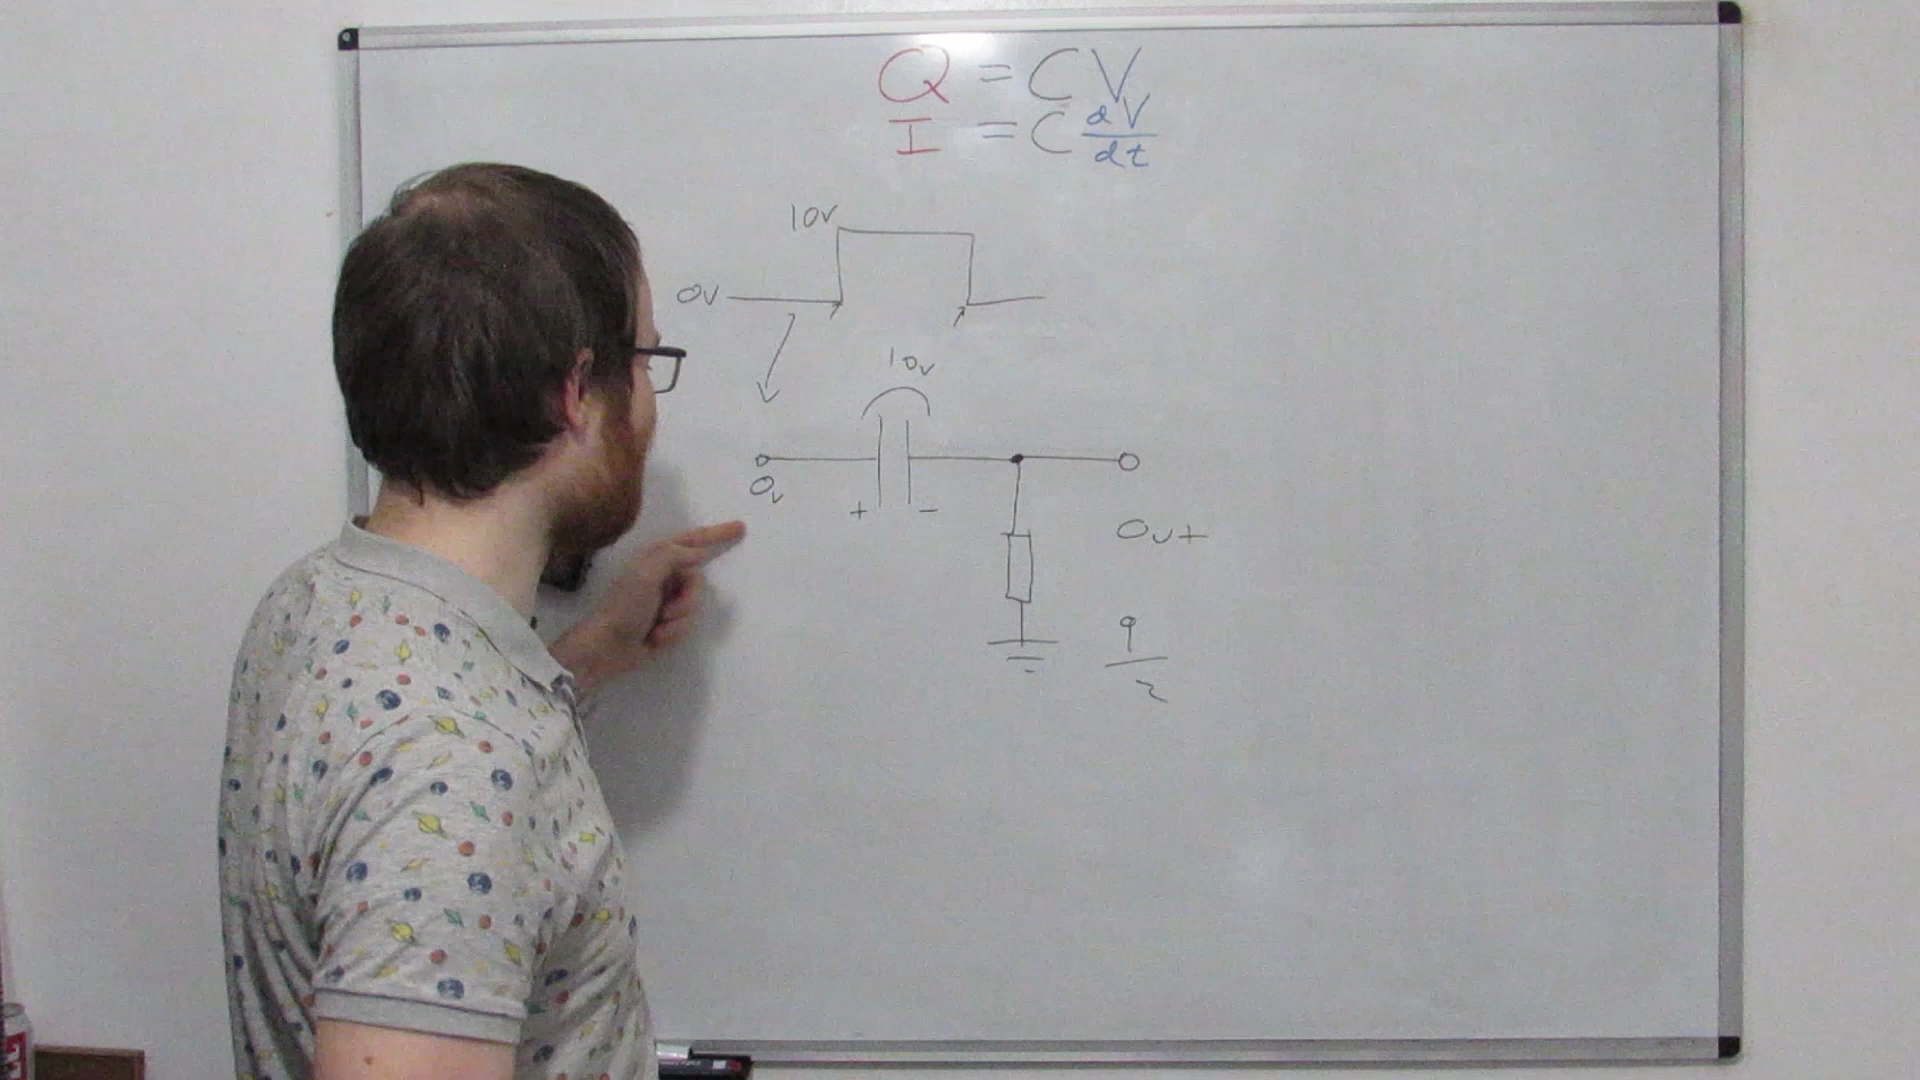 Q = CV
I = C dV/dt
10V
0V
10v
0v
+ -
Out
9/2